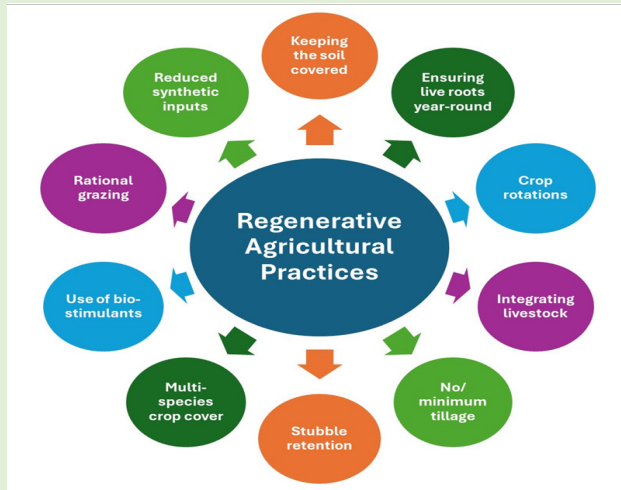 Keeping
the soil
covered
Ensuring
live roots
year-round
Crop
rotations
Integrating
livestock
No/
minimum
tillage
Stubble
retention
Multi-
species
crop cover
Use of bio-
stimulants
Rational
grazing
Reduced
synthetic
inputs
Regenerative
Agricultural
Practices